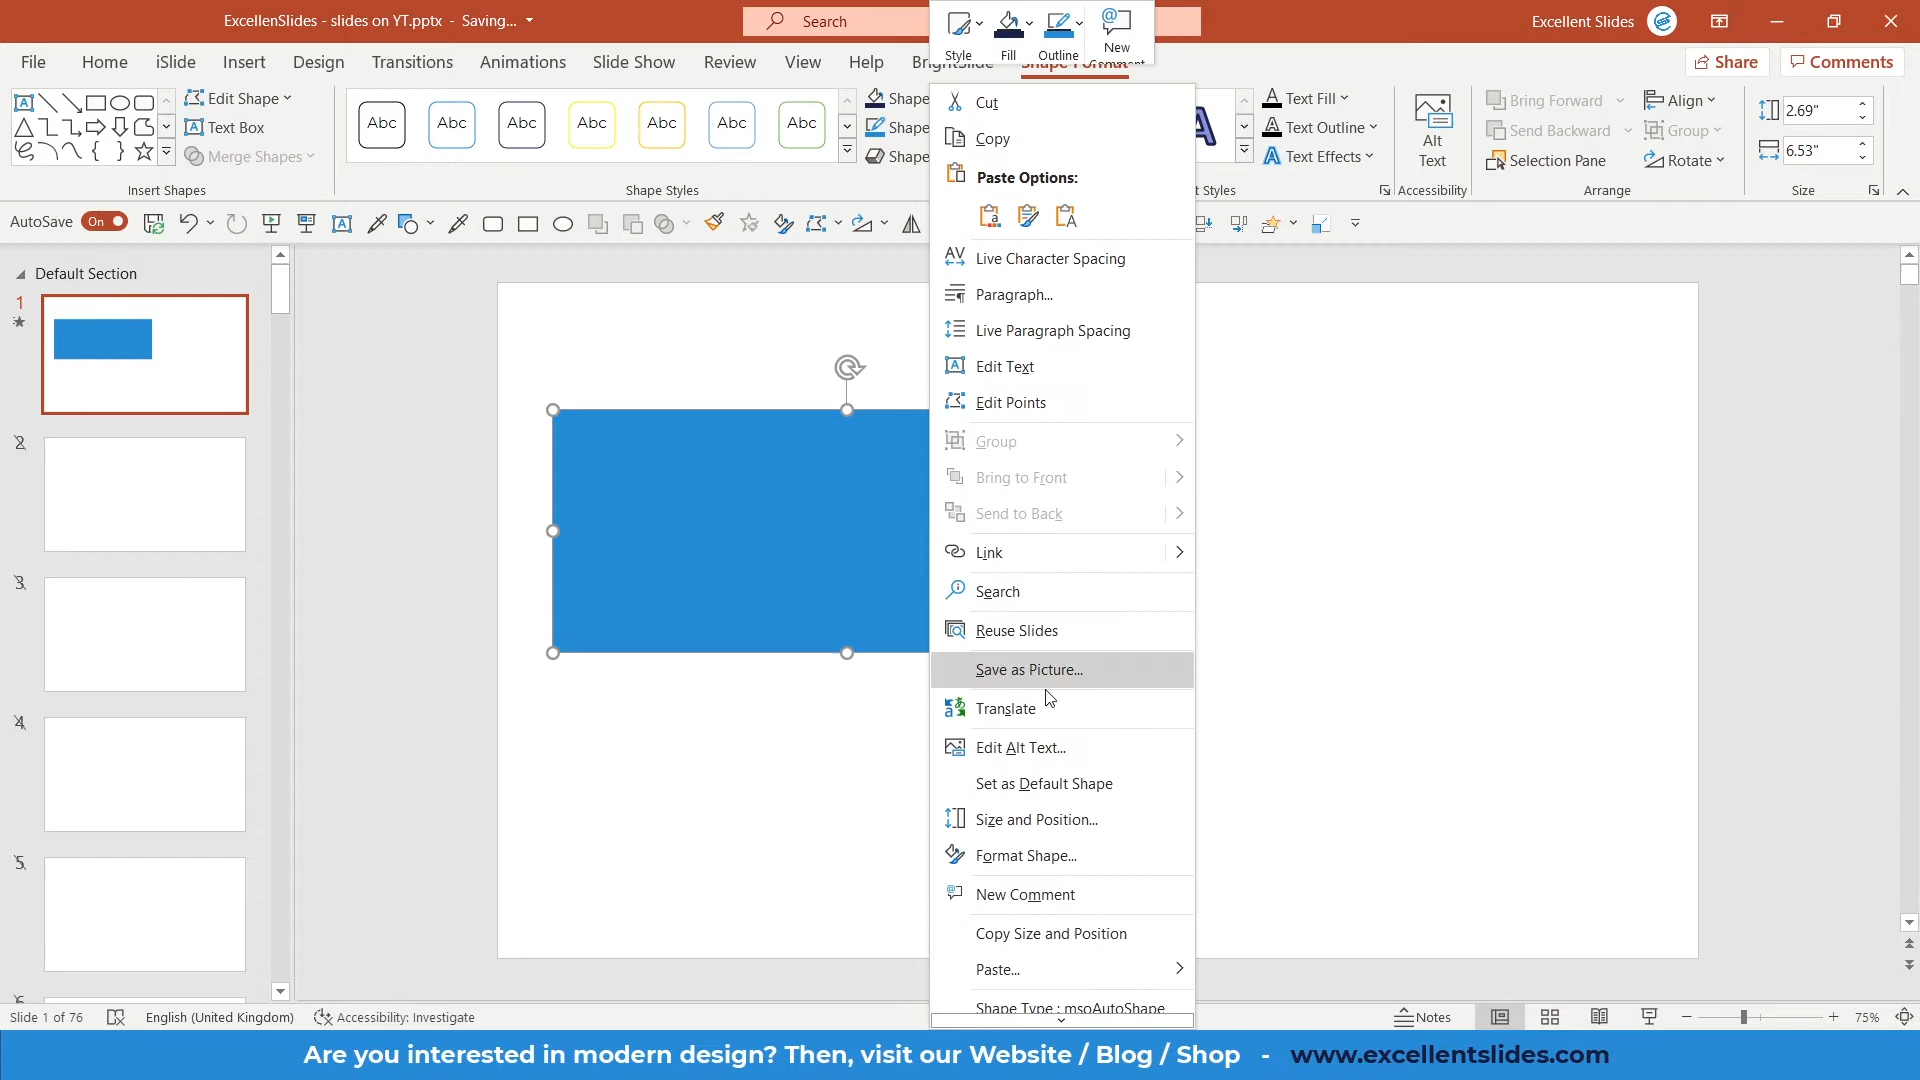 ExcellenSlides - slides on YT.pptx - Saving...
Search
Excellent Slides
File Home iSlide Insert Design Transitions Animations Slide Show Review View Help BrightSlide Shape Format
Share Comments
Style Fill Outline New Comment
Edit Shape
Text Box
Merge Shapes
Insert Shapes
Abc Abc Abc Abc Abc Abc Abc
Shape Styles
Shape
Shape
Shape
A
t Styles
Text Fill
Text Outline
Text Effects
Alt Text
Accessibility
Bring Forward
Send Backward
Selection Pane
Align
Group
Rotate
Arrange
2.69"
6.53"
Size
AutoSave On
Default Section
1
2
3
4
5
6
Cut
Copy
Paste Options:
Live Character Spacing
Paragraph...
Live Paragraph Spacing
Edit Text
Edit Points
Group
Bring to Front
Send to Back
Link
Search
Reuse Slides
Save as Picture...
Translate
Edit Alt Text...
Set as Default Shape
Size and Position...
Format Shape...
New Comment
Copy Size and Position
Paste...
Shape Type : msoAutoShape
Slide 1 of 76 English (United Kingdom) Accessibility: Investigate
Notes 75%
Are you interested in modern design? Then, visit our Website / Blog / Shop - www.excellentslides.com